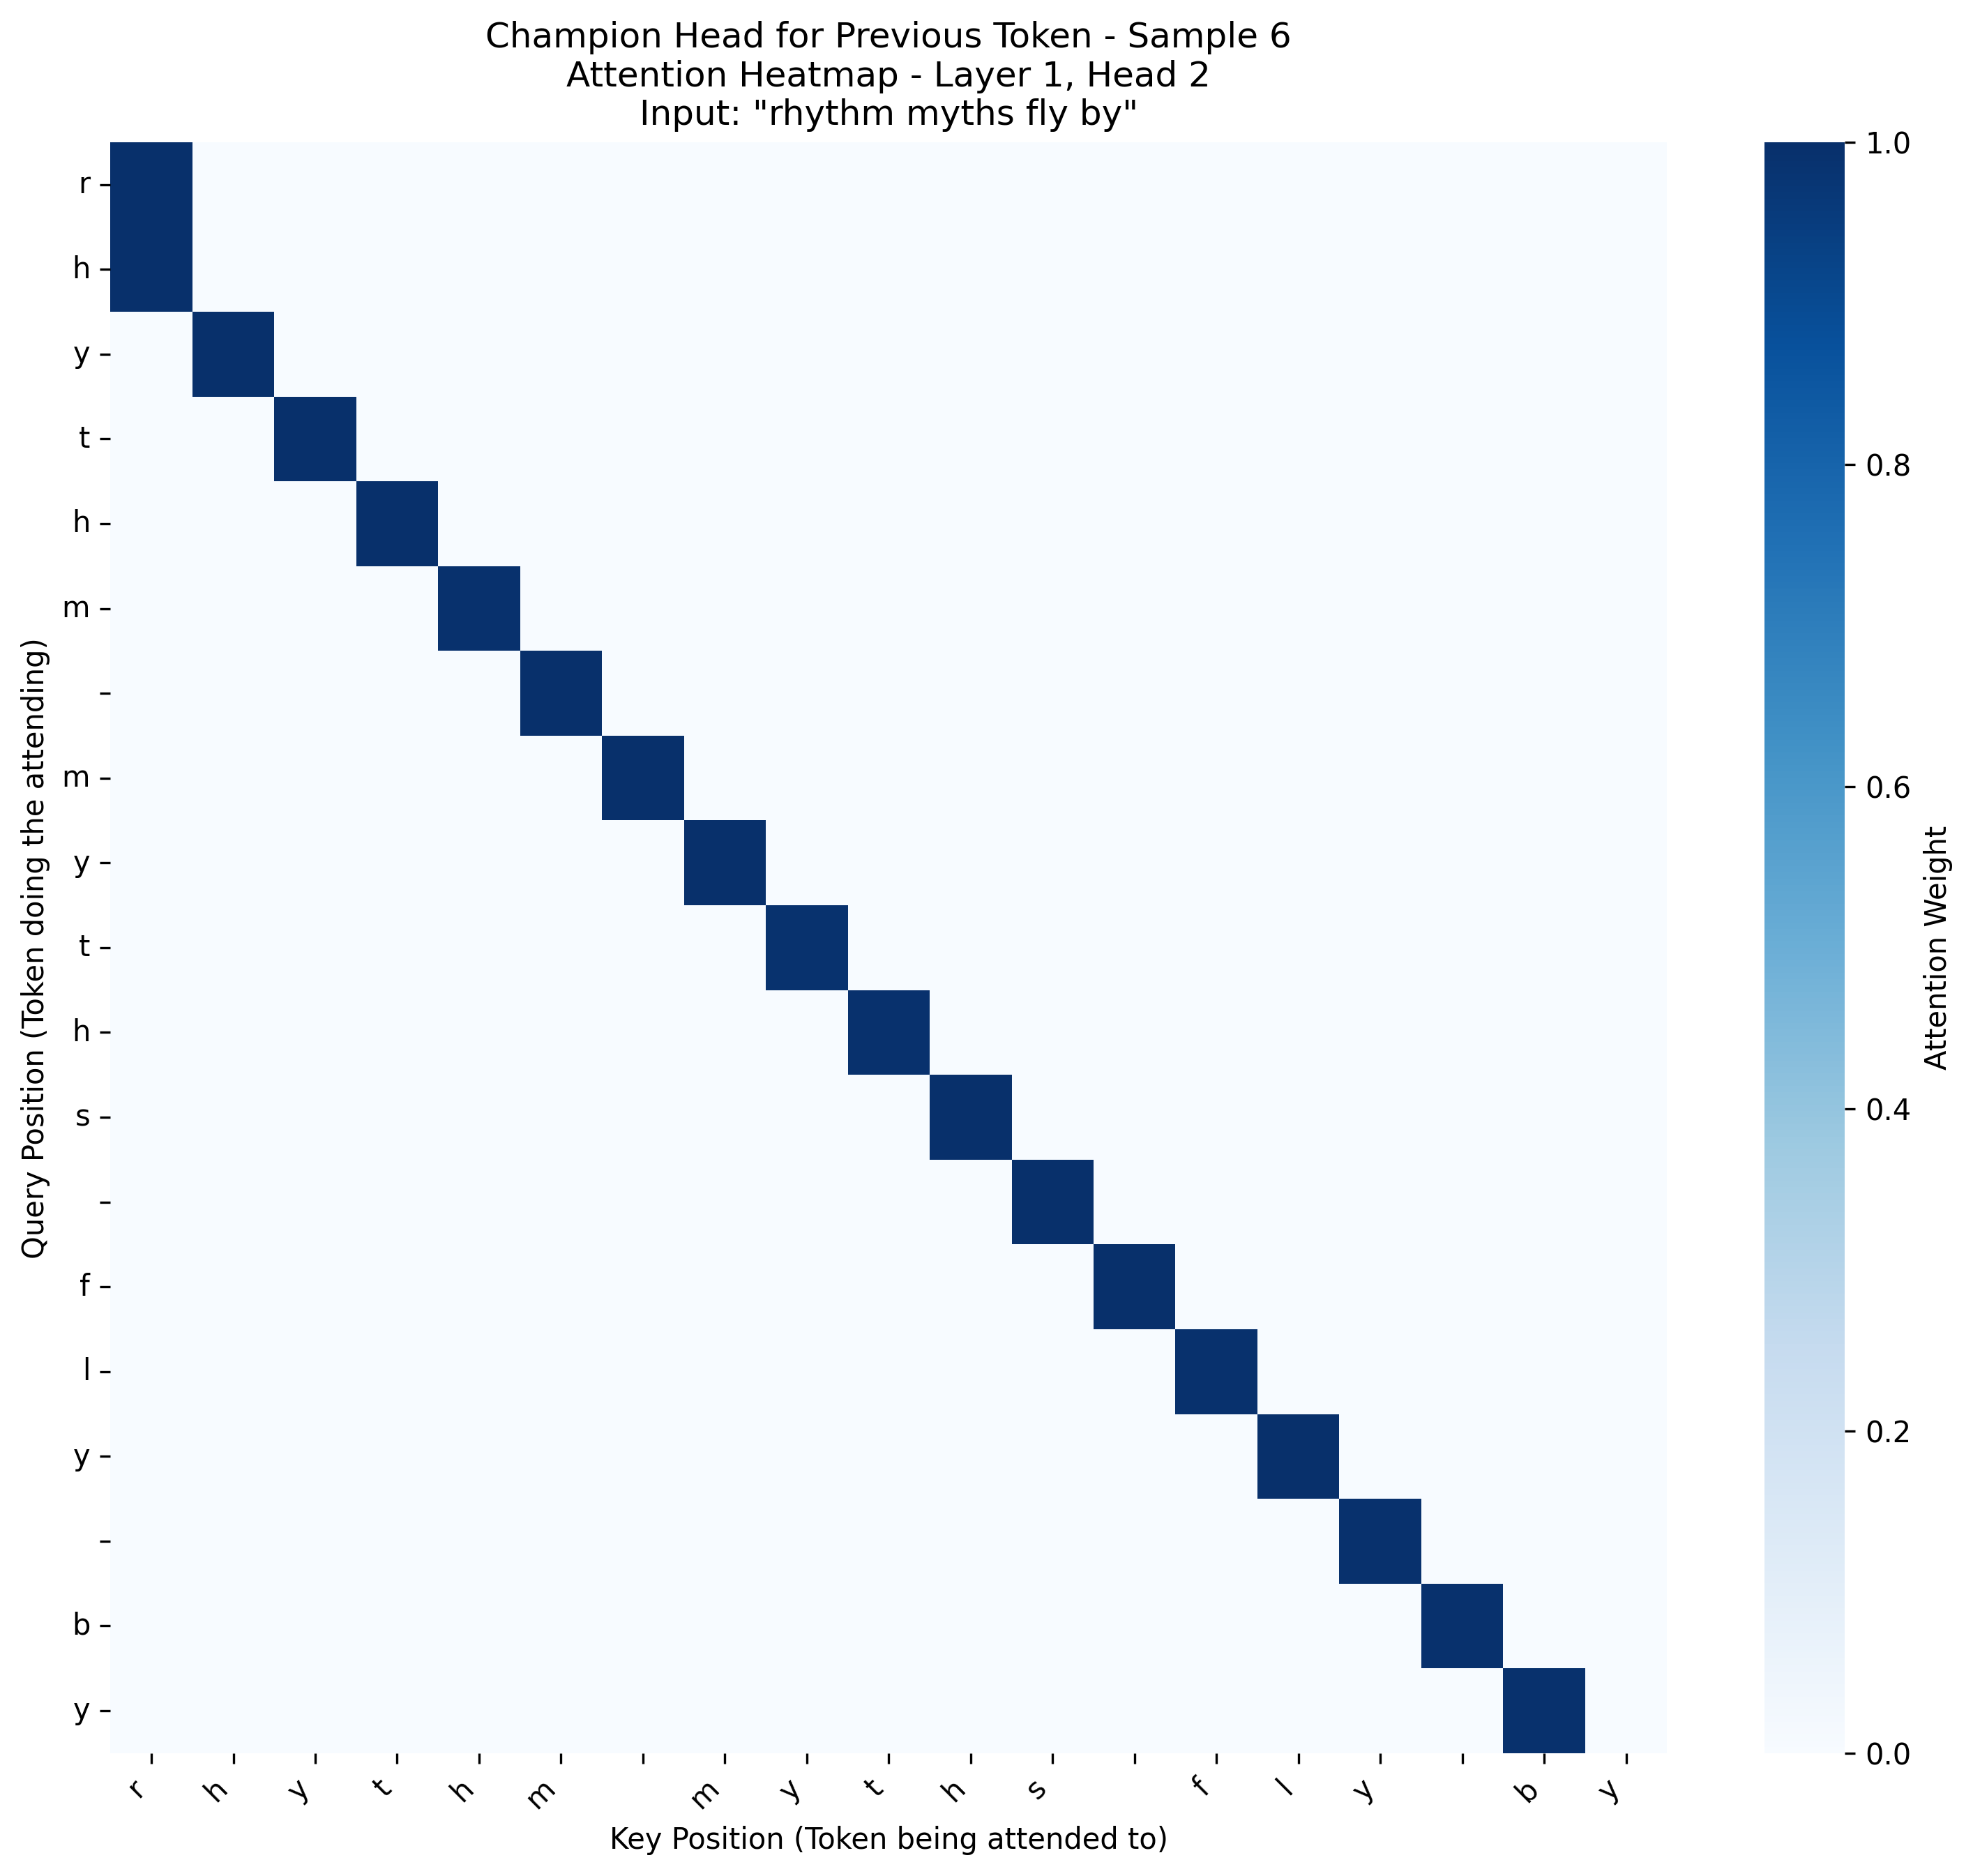 Champion Head for Previous Token - Sample 6
Attention Heatmap - Layer 1, Head 2
Input: "rhythm myths fly by"
r
h
y
t
h
m
m
y
t
h
s
f
l
y
b
y
Query Position (Token doing the attending)
r h y t h m m y t h s f l y b y
Key Position (Token being attended to)
1.0
0.8
0.6
0.4
0.2
0.0
Attention Weight